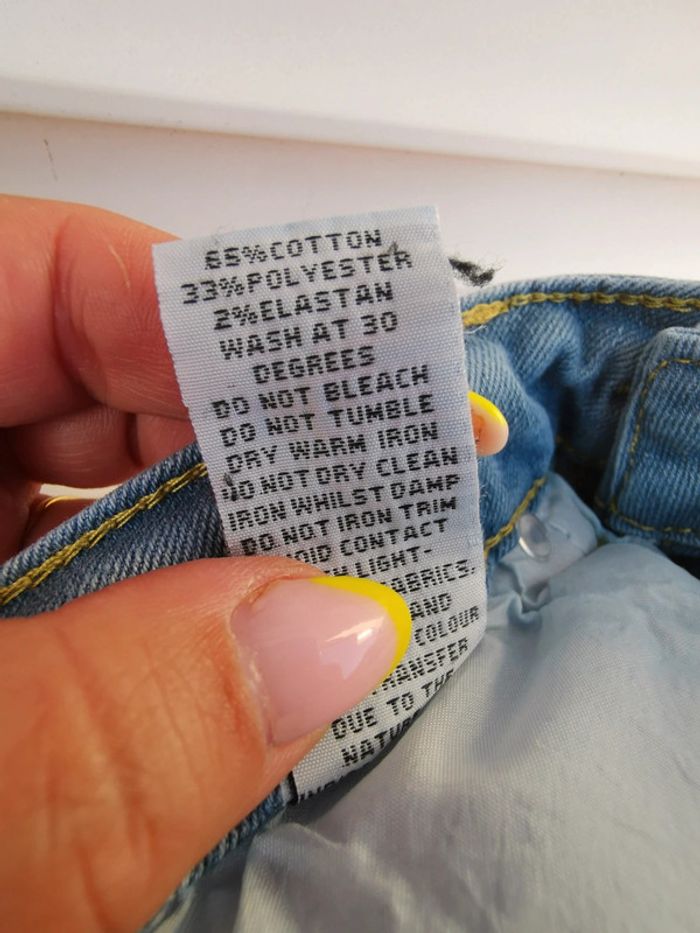 65%COTTON
33%POLYESTER
2%ELASTAN
WASH AT 30
DEGREES
DO NOT BLEACH
DO NOT TUMBLE
DRY WARM IRON
DO NOT DRY CLEAN
IRON WHILST DAMP
DO NOT IRON TRIM
CONTACT
LIGHT-
AND
COLOUR
DUE TO THE